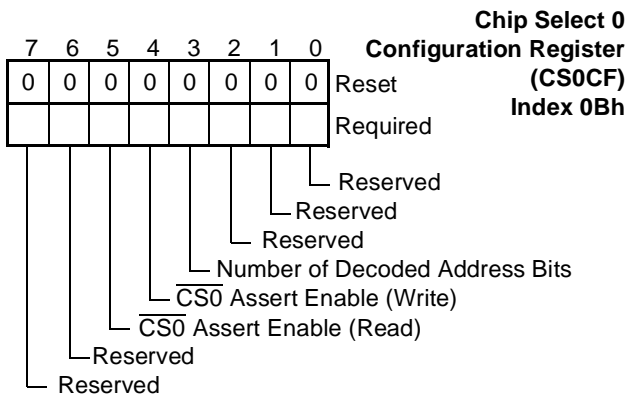 Chip Select 0
Configuration Register
(CS0CF)
Index 0Bh
7 6 5 4 3 2 1 0
0 0 0 0 0 0 0 0 Reset
Required
Reserved
Reserved
Reserved
Number of Decoded Address Bits
C̅S̅0̅ Assert Enable (Write)
C̅S̅0̅ Assert Enable (Read)
Reserved
Reserved